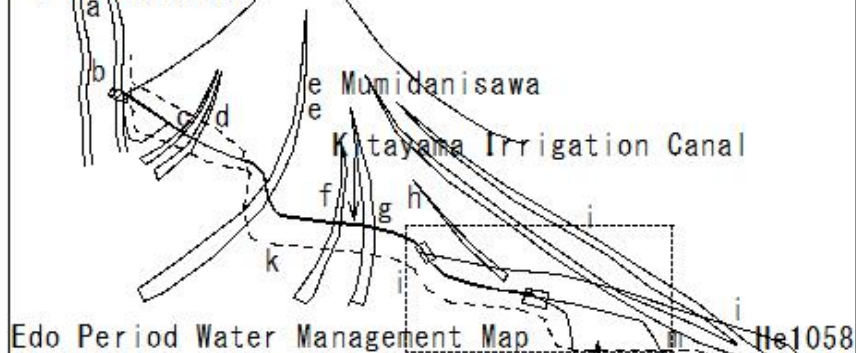 a
b
e Mumidanisawa
c d
e
Kitayama Irrigation Canal
f
g
h
i
k
i
i
Edo Period Water Management Map
He1058